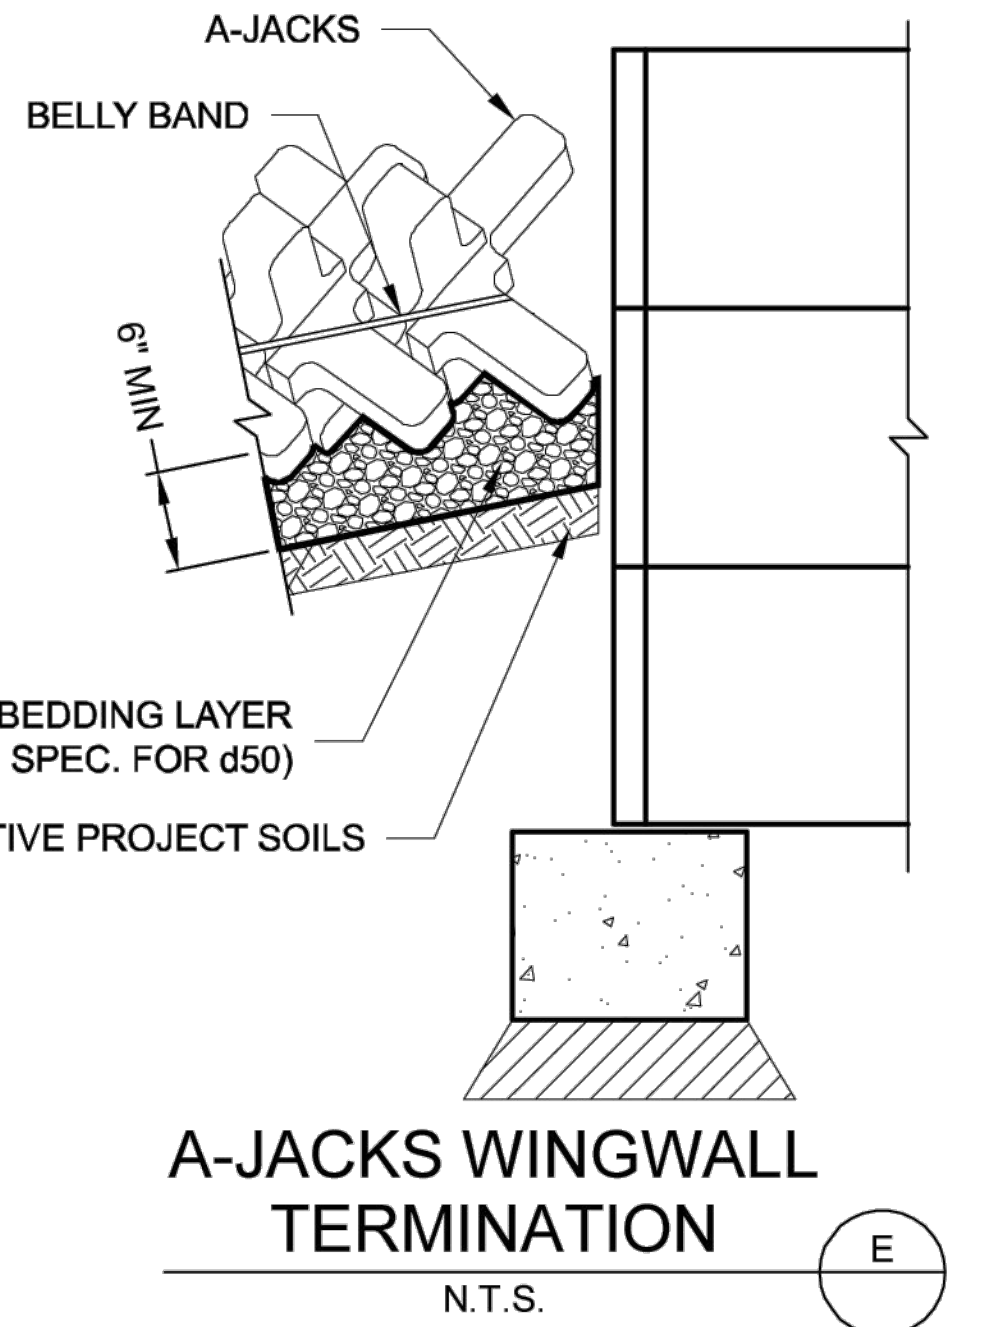 A-JACKS
BELLY BAND
6" MIN
BEDDING LAYER
SPEC. FOR d50)
TIVE PROJECT SOILS
A-JACKS WINGWALL
TERMINATION
E
N.T.S.